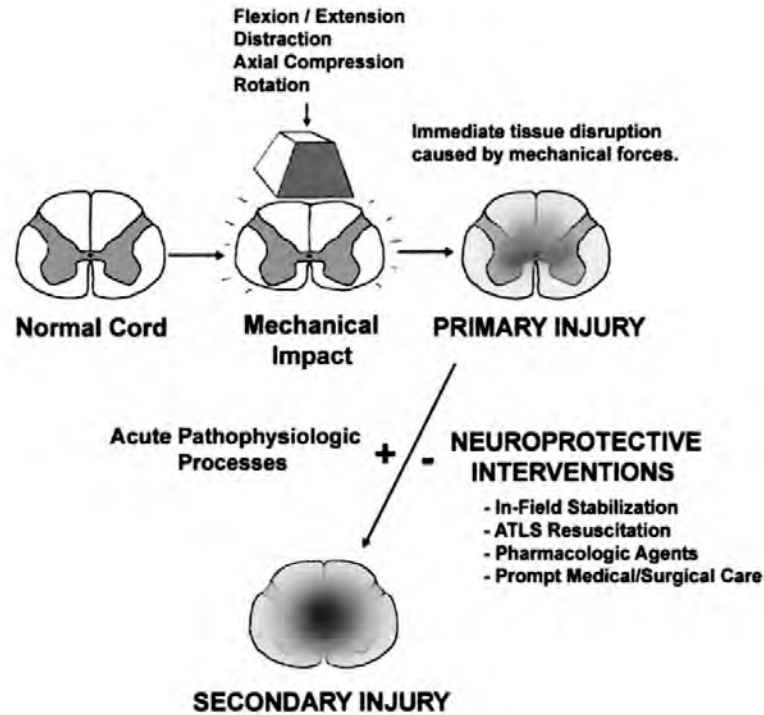 Flexion / Extension
Distraction
Axial Compression
Rotation
Immediate tissue disruption
caused by mechanical forces.
Normal Cord
Mechanical
Impact
PRIMARY INJURY
Acute Pathophysiologic
Processes
+
-
NEUROPROTECTIVE
INTERVENTIONS
- In-Field Stabilization
- ATLS Resuscitation
- Pharmacologic Agents
- Prompt Medical/Surgical Care
SECONDARY INJURY